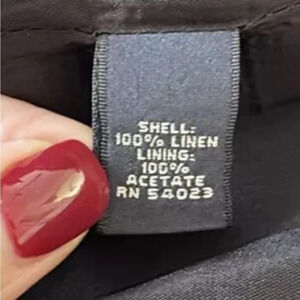 SHELL:
100% LINEN
LINING:
100%
ACETATE
RN 54023